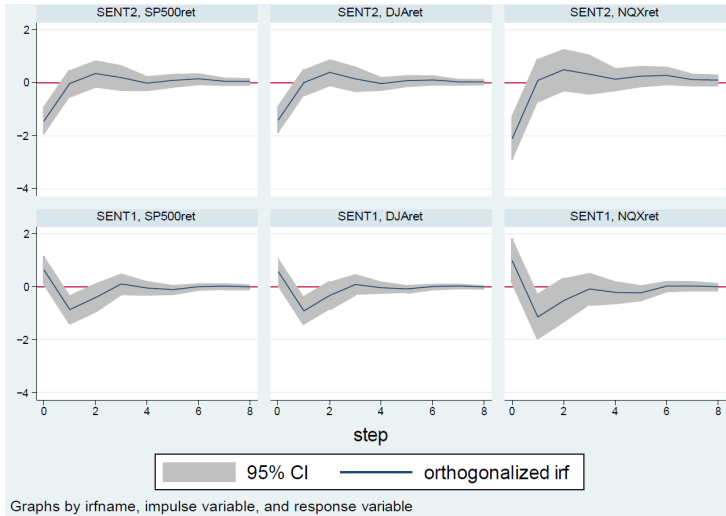 SENT2, SP500ret
SENT2, DJAret
SENT2, NQXret
2
0
−2
−4
SENT1, SP500ret
SENT1, DJAret
SENT1, NQXret
2
0
−2
−4
0 2 4 6 8
0 2 4 6 8
0 2 4 6 8
step
95% CI
orthogonalized irf
Graphs by irfname, impulse variable, and response variable